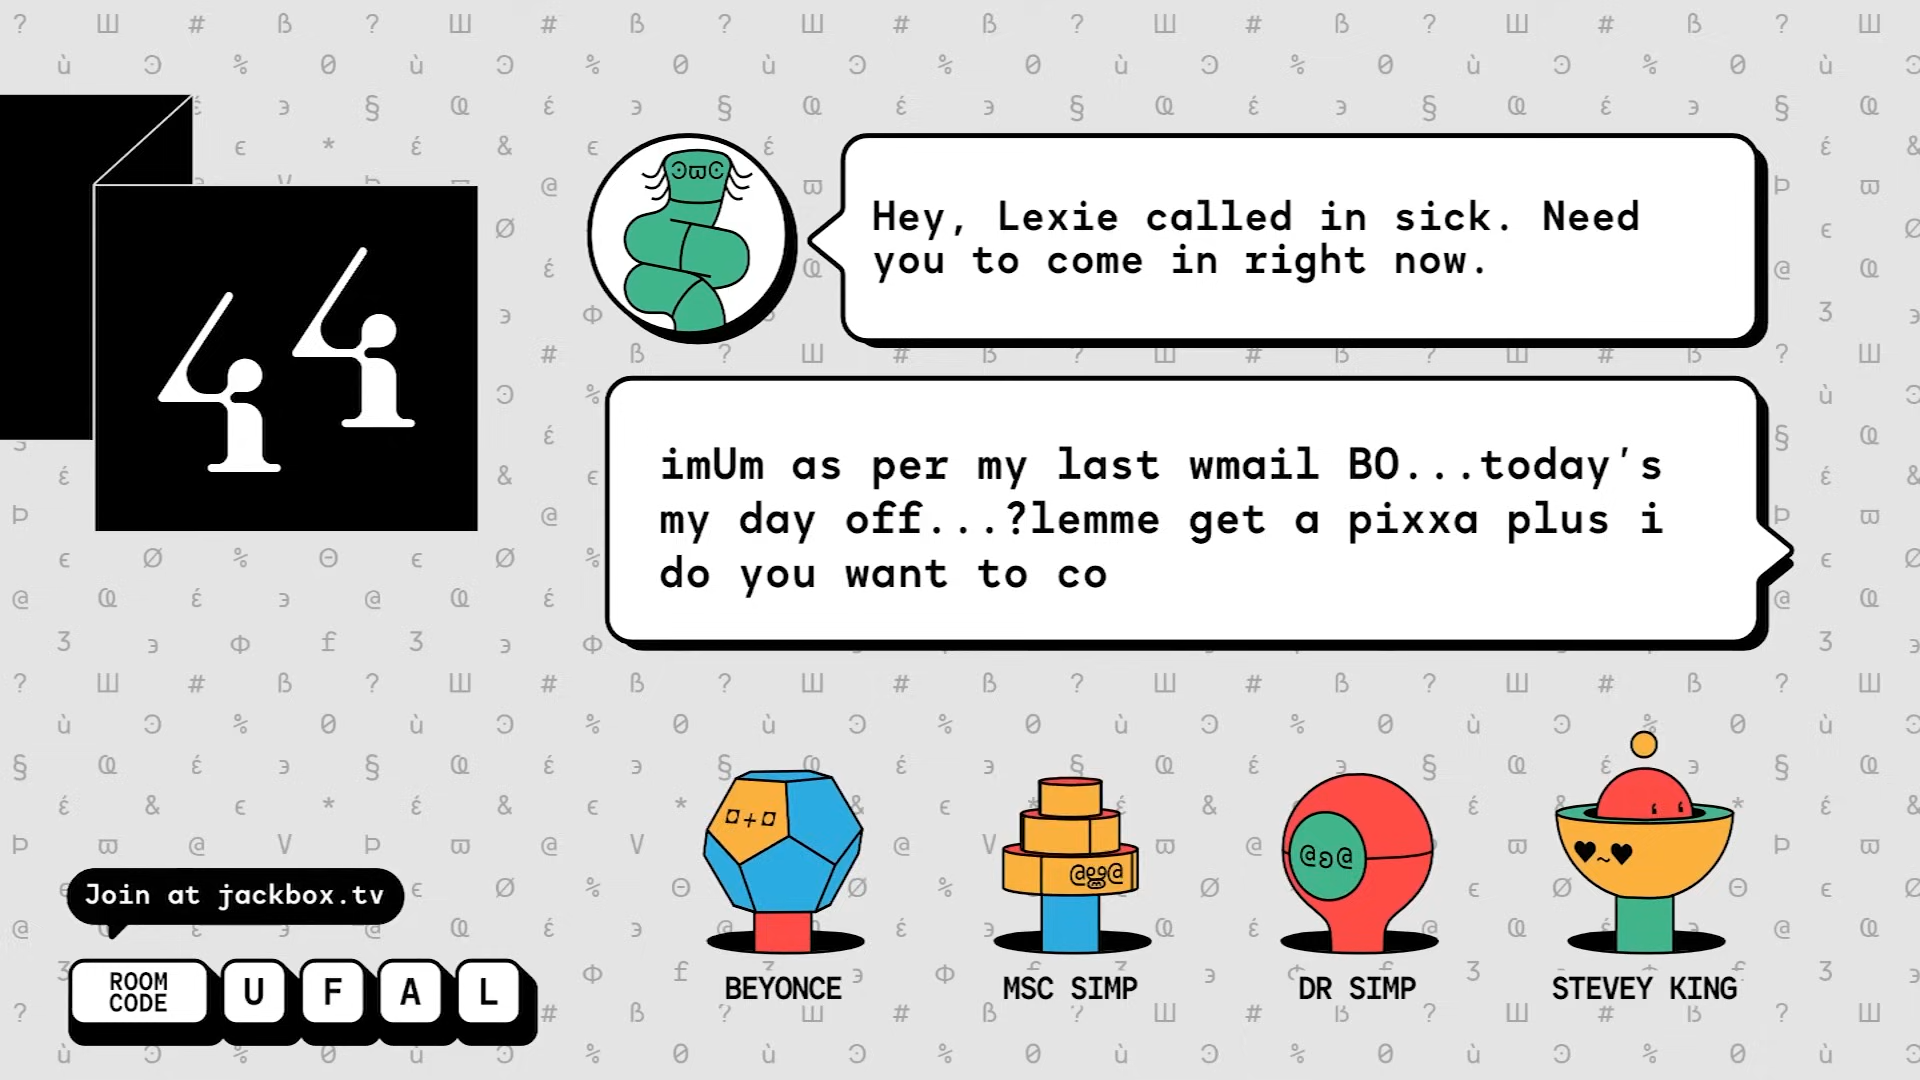 44
Hey, Lexie called in sick. Need
you to come in right now.
imUm as per my last wmail BO...today's
my day off...?lemme get a pixxa plus i
do you want to co
Join at jackbox.tv
ROOM
CODE
U F A L
BEYONCE
MSC SIMP
DR SIMP
STEVEY KING